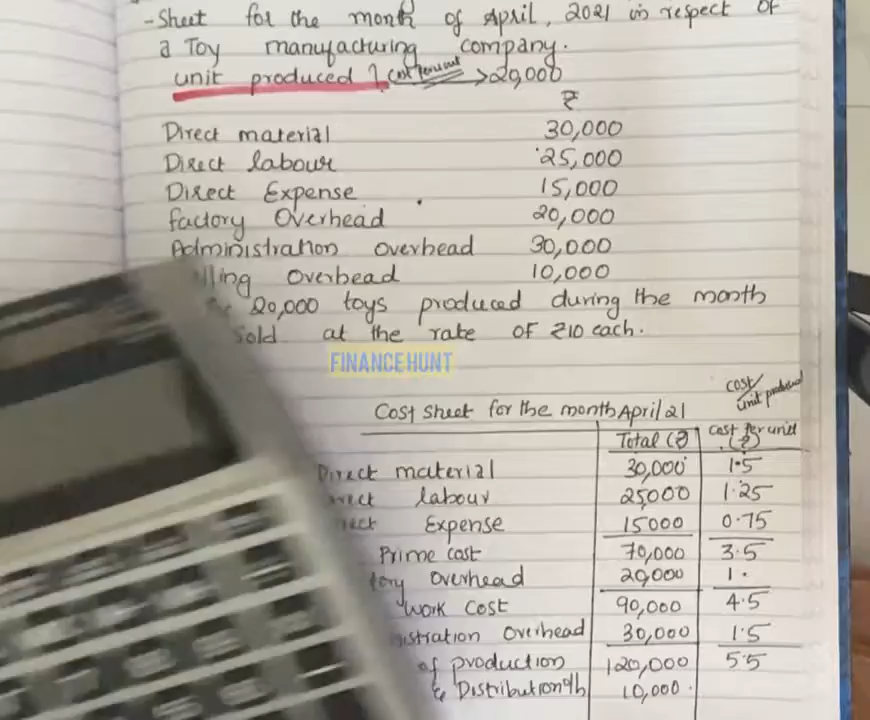 - Sheet for the month of April, 2021 in respect of
a Toy manufacturing company.
unit produced } cost per unit > 20,000
₹
Direct material 30,000
Direct labour 25,000
Direct Expense 15,000
factory Overhead 20,000
Administration overhead 30,000
lling overhead 10,000
20,000 toys produced during the month
Sold at the rate of ₹10 each.
FINANCE HUNT
Cost sheet for the month April 21 cost/unit produced
Total (₹) cost Per unit (₹)
Direct material 30,000 1.5
rect labour 25000 1.25
rect Expense 15000 0.75
Prime cost 70,000 3.5
tory overhead 20,000 1.
Work cost 90,000 4.5
istration Overhead 30,000 1.5
of production 120,000 5.5
& Distribution o/h 10,000.